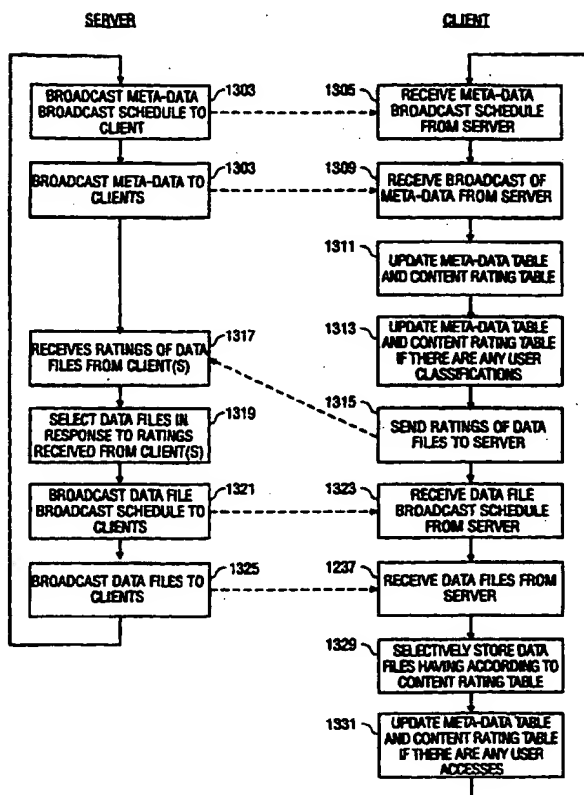 SERVER
CLIENT
1303
BROADCAST META-DATA
BROADCAST SCHEDULE TO
CLIENT
1305
RECEIVE META-DATA
BROADCAST SCHEDULE
FROM SERVER
1303
BROADCAST META-DATA TO
CLIENTS
1309
RECEIVE BROADCAST OF
META-DATA FROM SERVER
1311
UPDATE META-DATA TABLE
AND CONTENT RATING TABLE
1313
UPDATE META-DATA TABLE
AND CONTENT RATING TABLE
IF THERE ARE ANY USER
CLASSIFICATIONS
1317
RECEIVES RATINGS OF DATA
FILES FROM CLIENT(S)
1315
SEND RATINGS OF DATA
FILES TO SERVER
1319
SELECT DATA FILES IN
RESPONSE TO RATINGS
RECEIVED FROM CLIENT(S)
1321
BROADCAST DATA FILE
BROADCAST SCHEDULE TO
CLIENTS
1323
RECEIVE DATA FILE
BROADCAST SCHEDULE
FROM SERVER
1325
BROADCAST DATA FILES TO
CLIENTS
1237
RECEIVE DATA FILES FROM
SERVER
1329
SELECTIVELY STORE DATA
FILES HAVING ACCORDING TO
CONTENT RATING TABLE
1331
UPDATE META-DATA TABLE
AND CONTENT RATING TABLE
IF THERE ARE ANY USER
ACCESSES